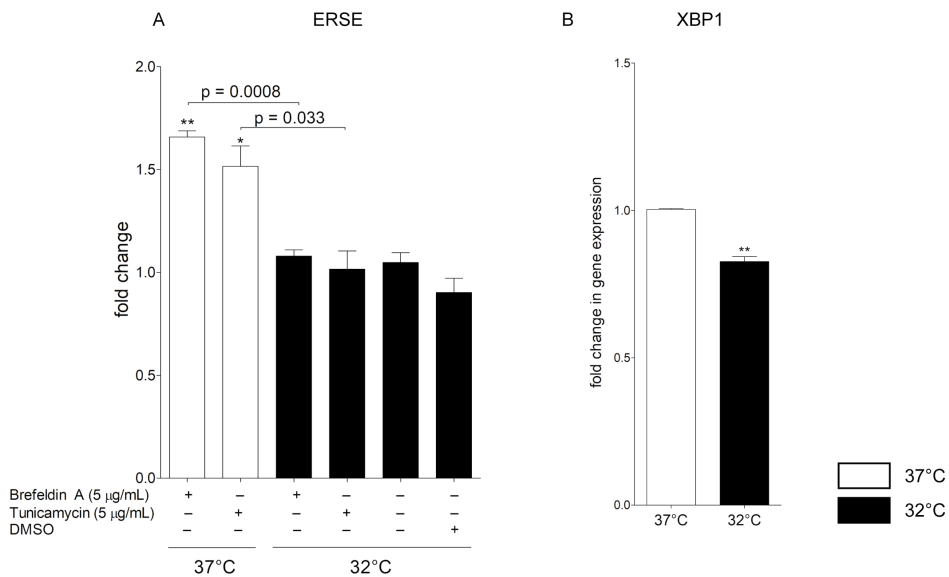 A
ERSE
2.0
1.5
1.0
0.5
0.0
fold change
p = 0.0008
p = 0.033
**
*
Brefeldin A (5 µg/mL) + – + – – –
Tunicamycin (5 µg/mL) – + – + – –
DMSO – – – – – +
37°C 32°C
B
XBP1
1.5
1.0
0.5
0.0
fold change in gene expression
**
37°C 32°C
37°C
32°C